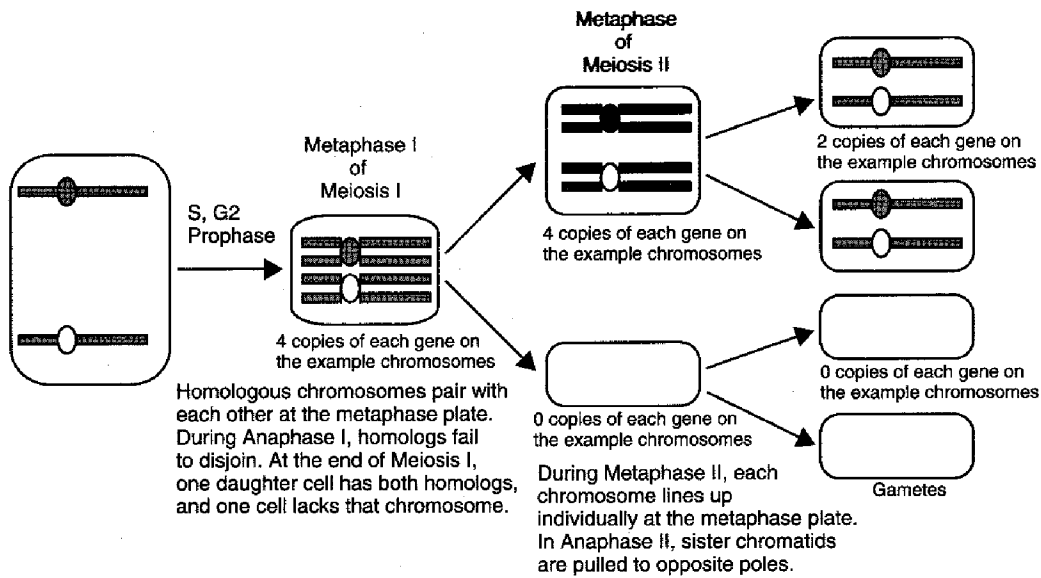 Metaphase
of
Meiosis II
Metaphase I
of
Meiosis I
S, G2
Prophase
2 copies of each gene on
the example chromosomes
4 copies of each gene on
the example chromosomes
4 copies of each gene on
the example chromosomes
Homologous chromosomes pair with
each other at the metaphase plate.
During Anaphase I, homologs fail
to disjoin. At the end of Meiosis I,
one daughter cell has both homologs,
and one cell lacks that chromosome.
0 copies of each gene on
the example chromosomes
0 copies of each gene on
the example chromosomes
During Metaphase II, each
chromosome lines up
individually at the metaphase plate.
In Anaphase II, sister chromatids
are pulled to opposite poles.
Gametes